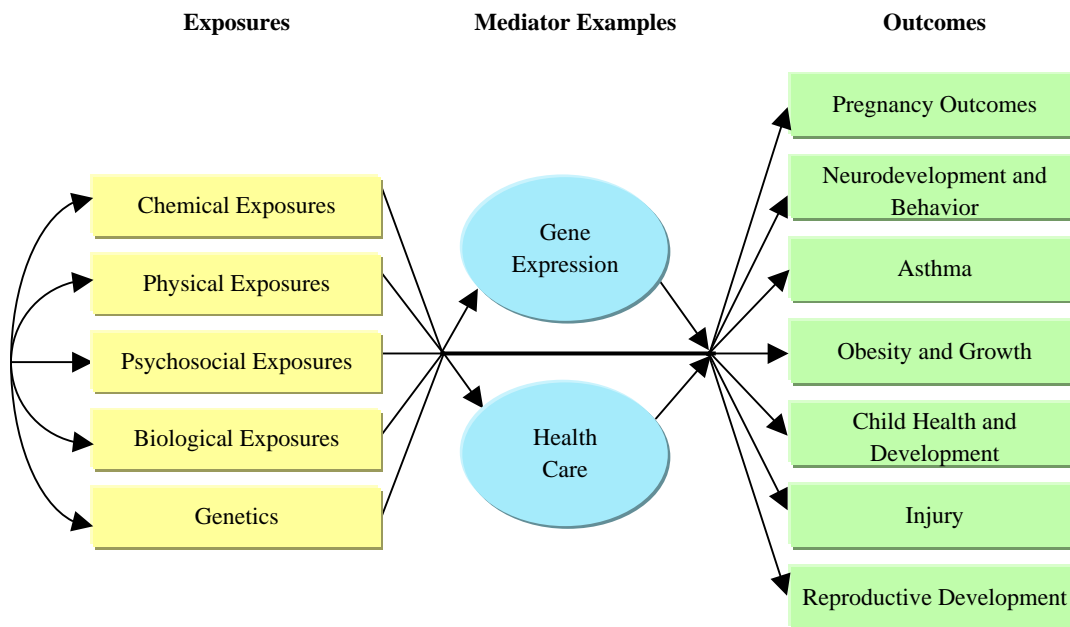 Exposures
Mediator Examples
Outcomes
Chemical Exposures
Physical Exposures
Psychosocial Exposures
Biological Exposures
Genetics
Gene
Expression
Health
Care
Pregnancy Outcomes
Neurodevelopment and
Behavior
Asthma
Obesity and Growth
Child Health and
Development
Injury
Reproductive Development